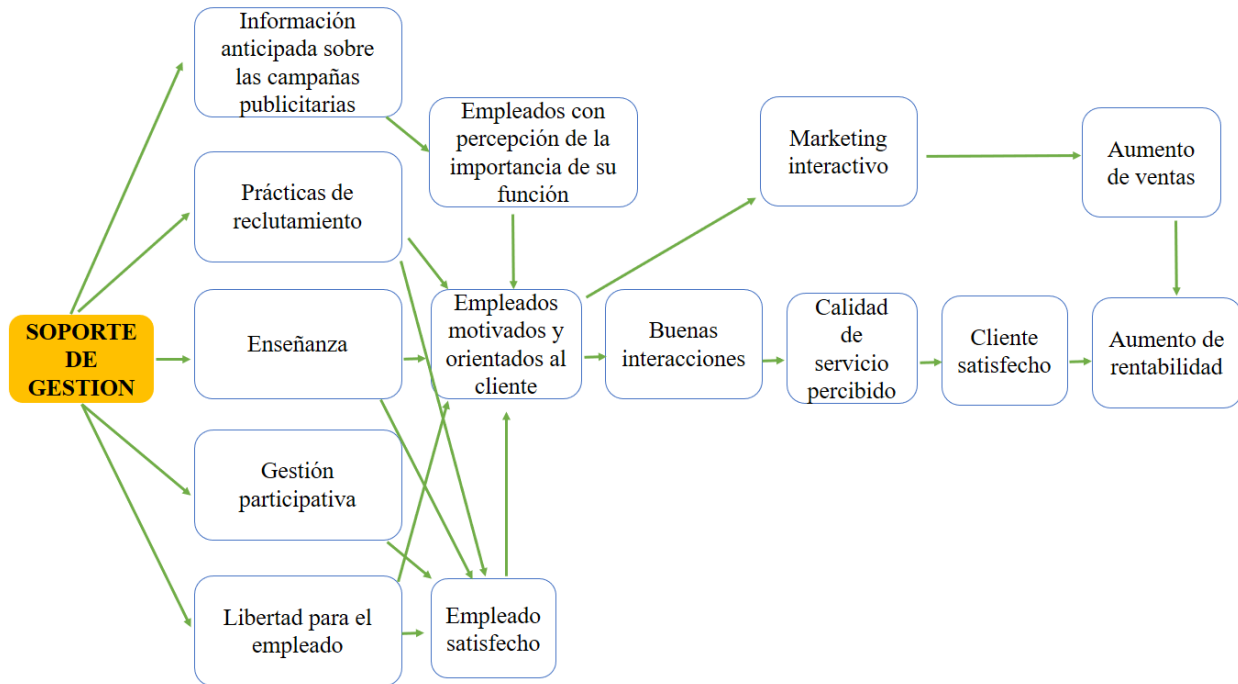 Información
anticipada sobre
las campañas
publicitarias
Empleados con
percepción de la
importancia de su
función
Marketing
interactivo
Aumento
de ventas
Prácticas de
reclutamiento
SOPORTE
DE
GESTION
Enseñanza
Empleados
motivados y
orientados al
cliente
Buenas
interacciones
Calidad
de
servicio
percibido
Cliente
satisfecho
Aumento de
rentabilidad
Gestión
participativa
Libertad para el
empleado
Empleado
satisfecho